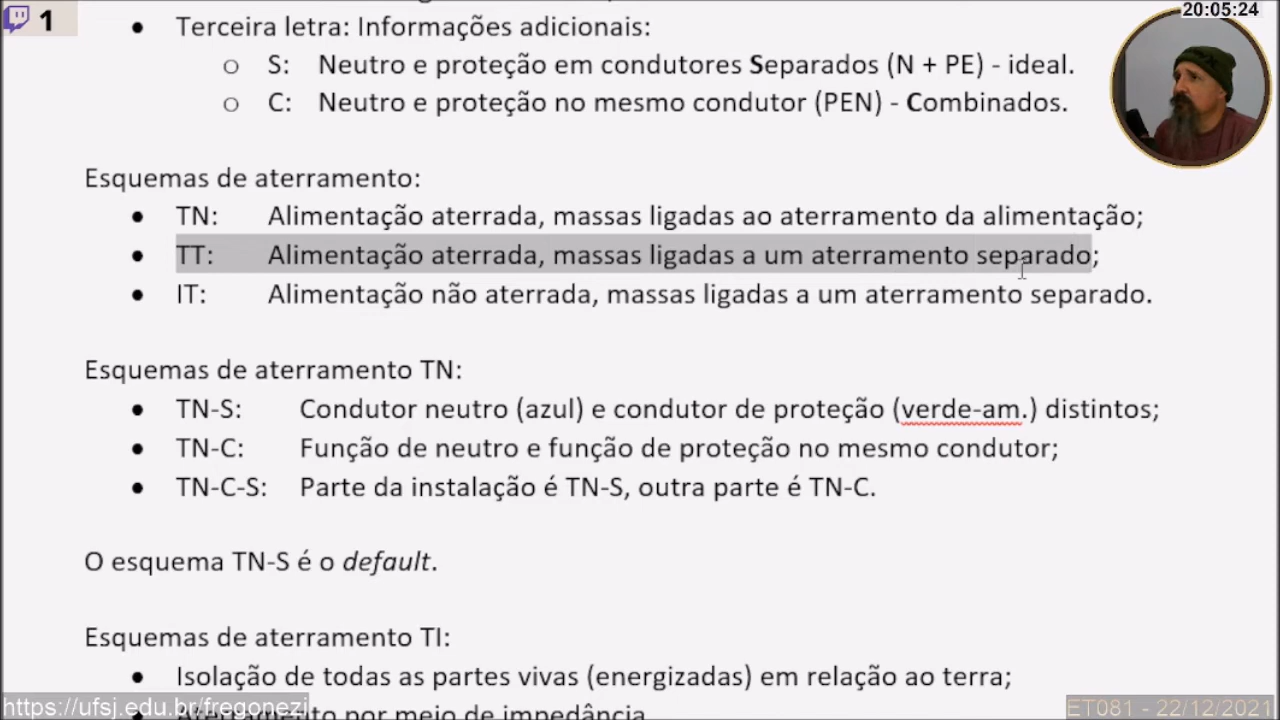 1
20:05:24
• Terceira letra: Informações adicionais:
o S: Neutro e proteção em condutores Separados (N + PE) - ideal.
o C: Neutro e proteção no mesmo condutor (PEN) - Combinados.
Esquemas de aterramento:
• TN: Alimentação aterrada, massas ligadas ao aterramento da alimentação;
• TT: Alimentação aterrada, massas ligadas a um aterramento separado;
• IT: Alimentação não aterrada, massas ligadas a um aterramento separado.
Esquemas de aterramento TN:
• TN-S: Condutor neutro (azul) e condutor de proteção (verde-am.) distintos;
• TN-C: Função de neutro e função de proteção no mesmo condutor;
• TN-C-S: Parte da instalação é TN-S, outra parte é TN-C.
O esquema TN-S é o default.
Esquemas de aterramento TI:
• Isolação de todas as partes vivas (energizadas) em relação ao terra;
• Aterramento por meio de impedância
https://ufsj.edu.br/fregonezi
ET081 - 22/12/2021